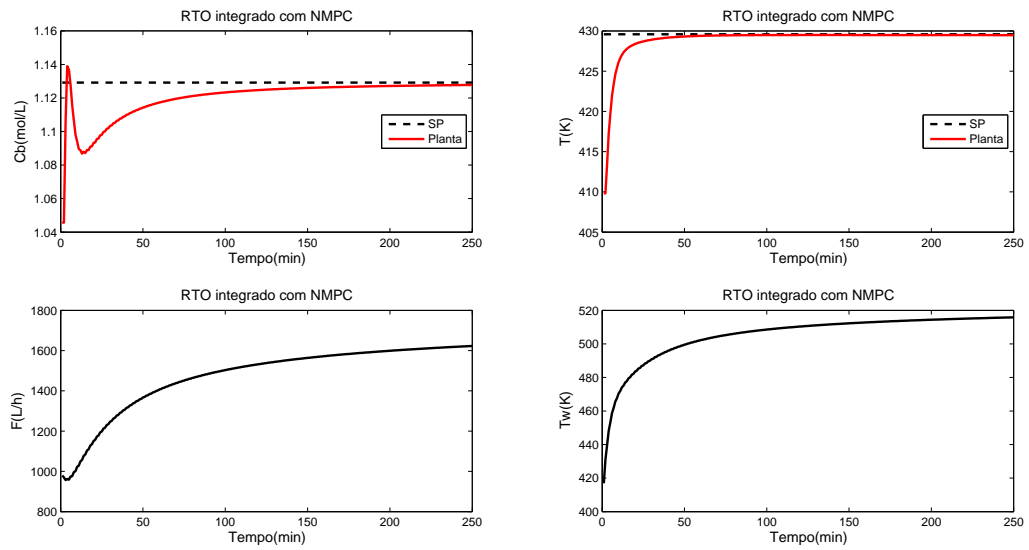 RTO integrado com NMPC
1.16
1.14
1.12
1.1
1.08
1.06
1.04
Cb(mol/L)
0 50 100 150 200 250
Tempo(min)
SP
Planta
RTO integrado com NMPC
430
425
420
415
410
405
T(K)
0 50 100 150 200 250
Tempo(min)
SP
Planta
RTO integrado com NMPC
1800
1600
1400
1200
1000
800
F(L/h)
0 50 100 150 200 250
Tempo(min)
RTO integrado com NMPC
520
500
480
460
440
420
400
Tw(K)
0 50 100 150 200 250
Tempo(min)